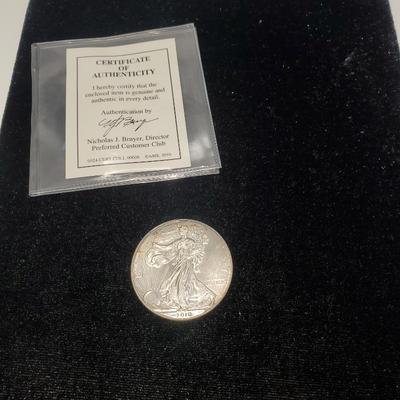 CERTIFICATE
OF
AUTHENTICITY
I hereby certify that the
enclosed item is genuine and
authentic in every detail.
Authentication by
Nicholas J. Brayer, Director
Preferred Customer Club
2010